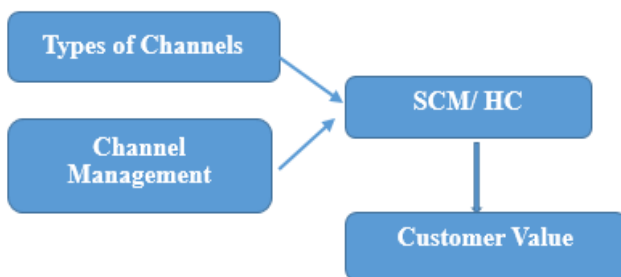 Types of Channels
SCM/ HC
Channel
Management
Customer Value